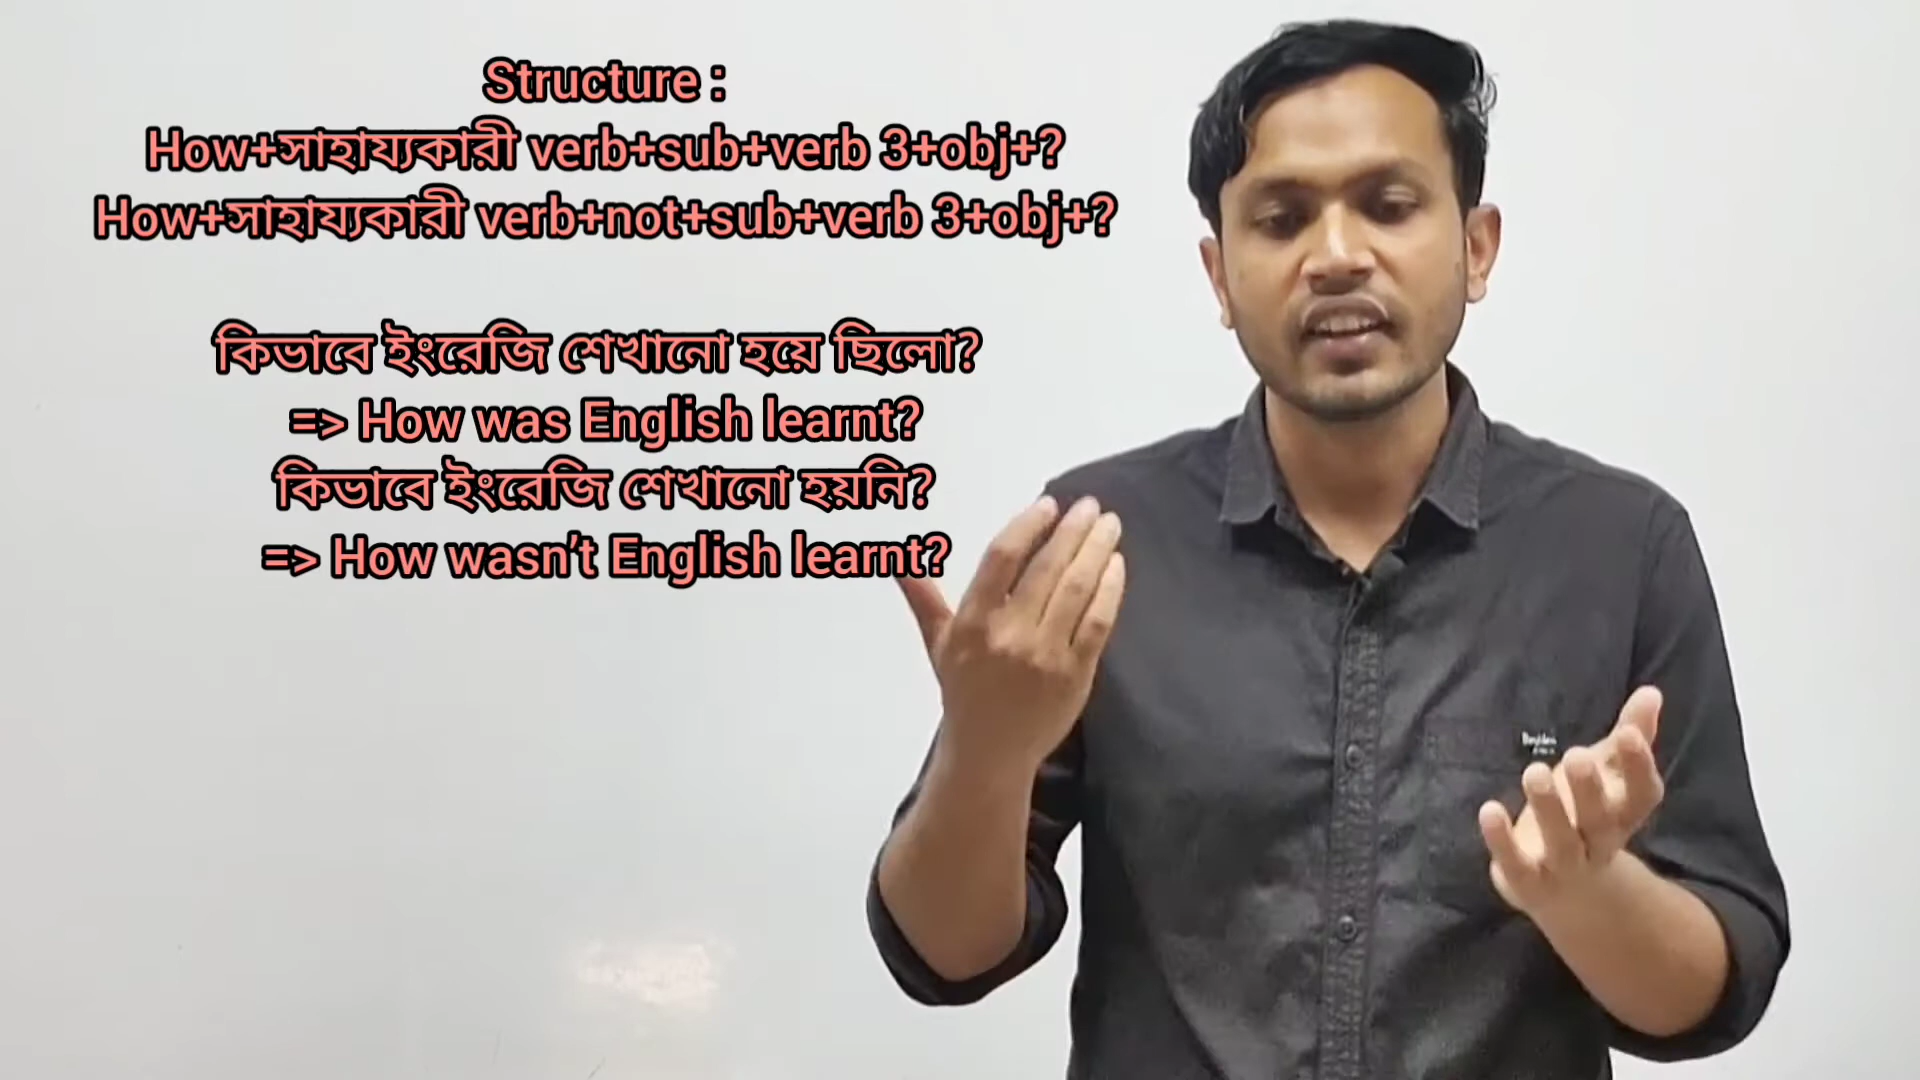 Structure :
How+সাহায্যকারী verb+sub+verb 3+obj+?
How+সাহায্যকারী verb+not+sub+verb 3+obj+?
কিভাবে ইংরেজি শেখানো হয়ে ছিলো?
=> How was English learnt?
কিভাবে ইংরেজি শেখানো হয়নি?
=> How wasn't English learnt?